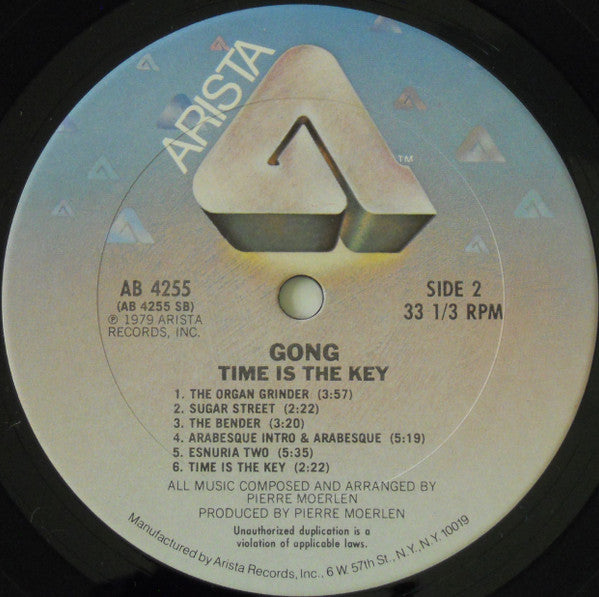 ARISTA
TM
AB 4255
(AB 4255 SB)
℗ 1979 ARISTA
RECORDS, INC.
SIDE 2
33 1/3 RPM
GONG
TIME IS THE KEY
1. THE ORGAN GRINDER (3:57)
2. SUGAR STREET (2:22)
3. THE BENDER (3:20)
4. ARABESQUE INTRO & ARABESQUE (5:19)
5. ESNURIA TWO (5:35)
6. TIME IS THE KEY (2:22)
ALL MUSIC COMPOSED AND ARRANGED BY
PIERRE MOERLEN
PRODUCED BY PIERRE MOERLEN
Unauthorized duplication is a
violation of applicable laws.
Manufactured by Arista Records, Inc., 6 W. 57th St., N.Y., N.Y. 10019